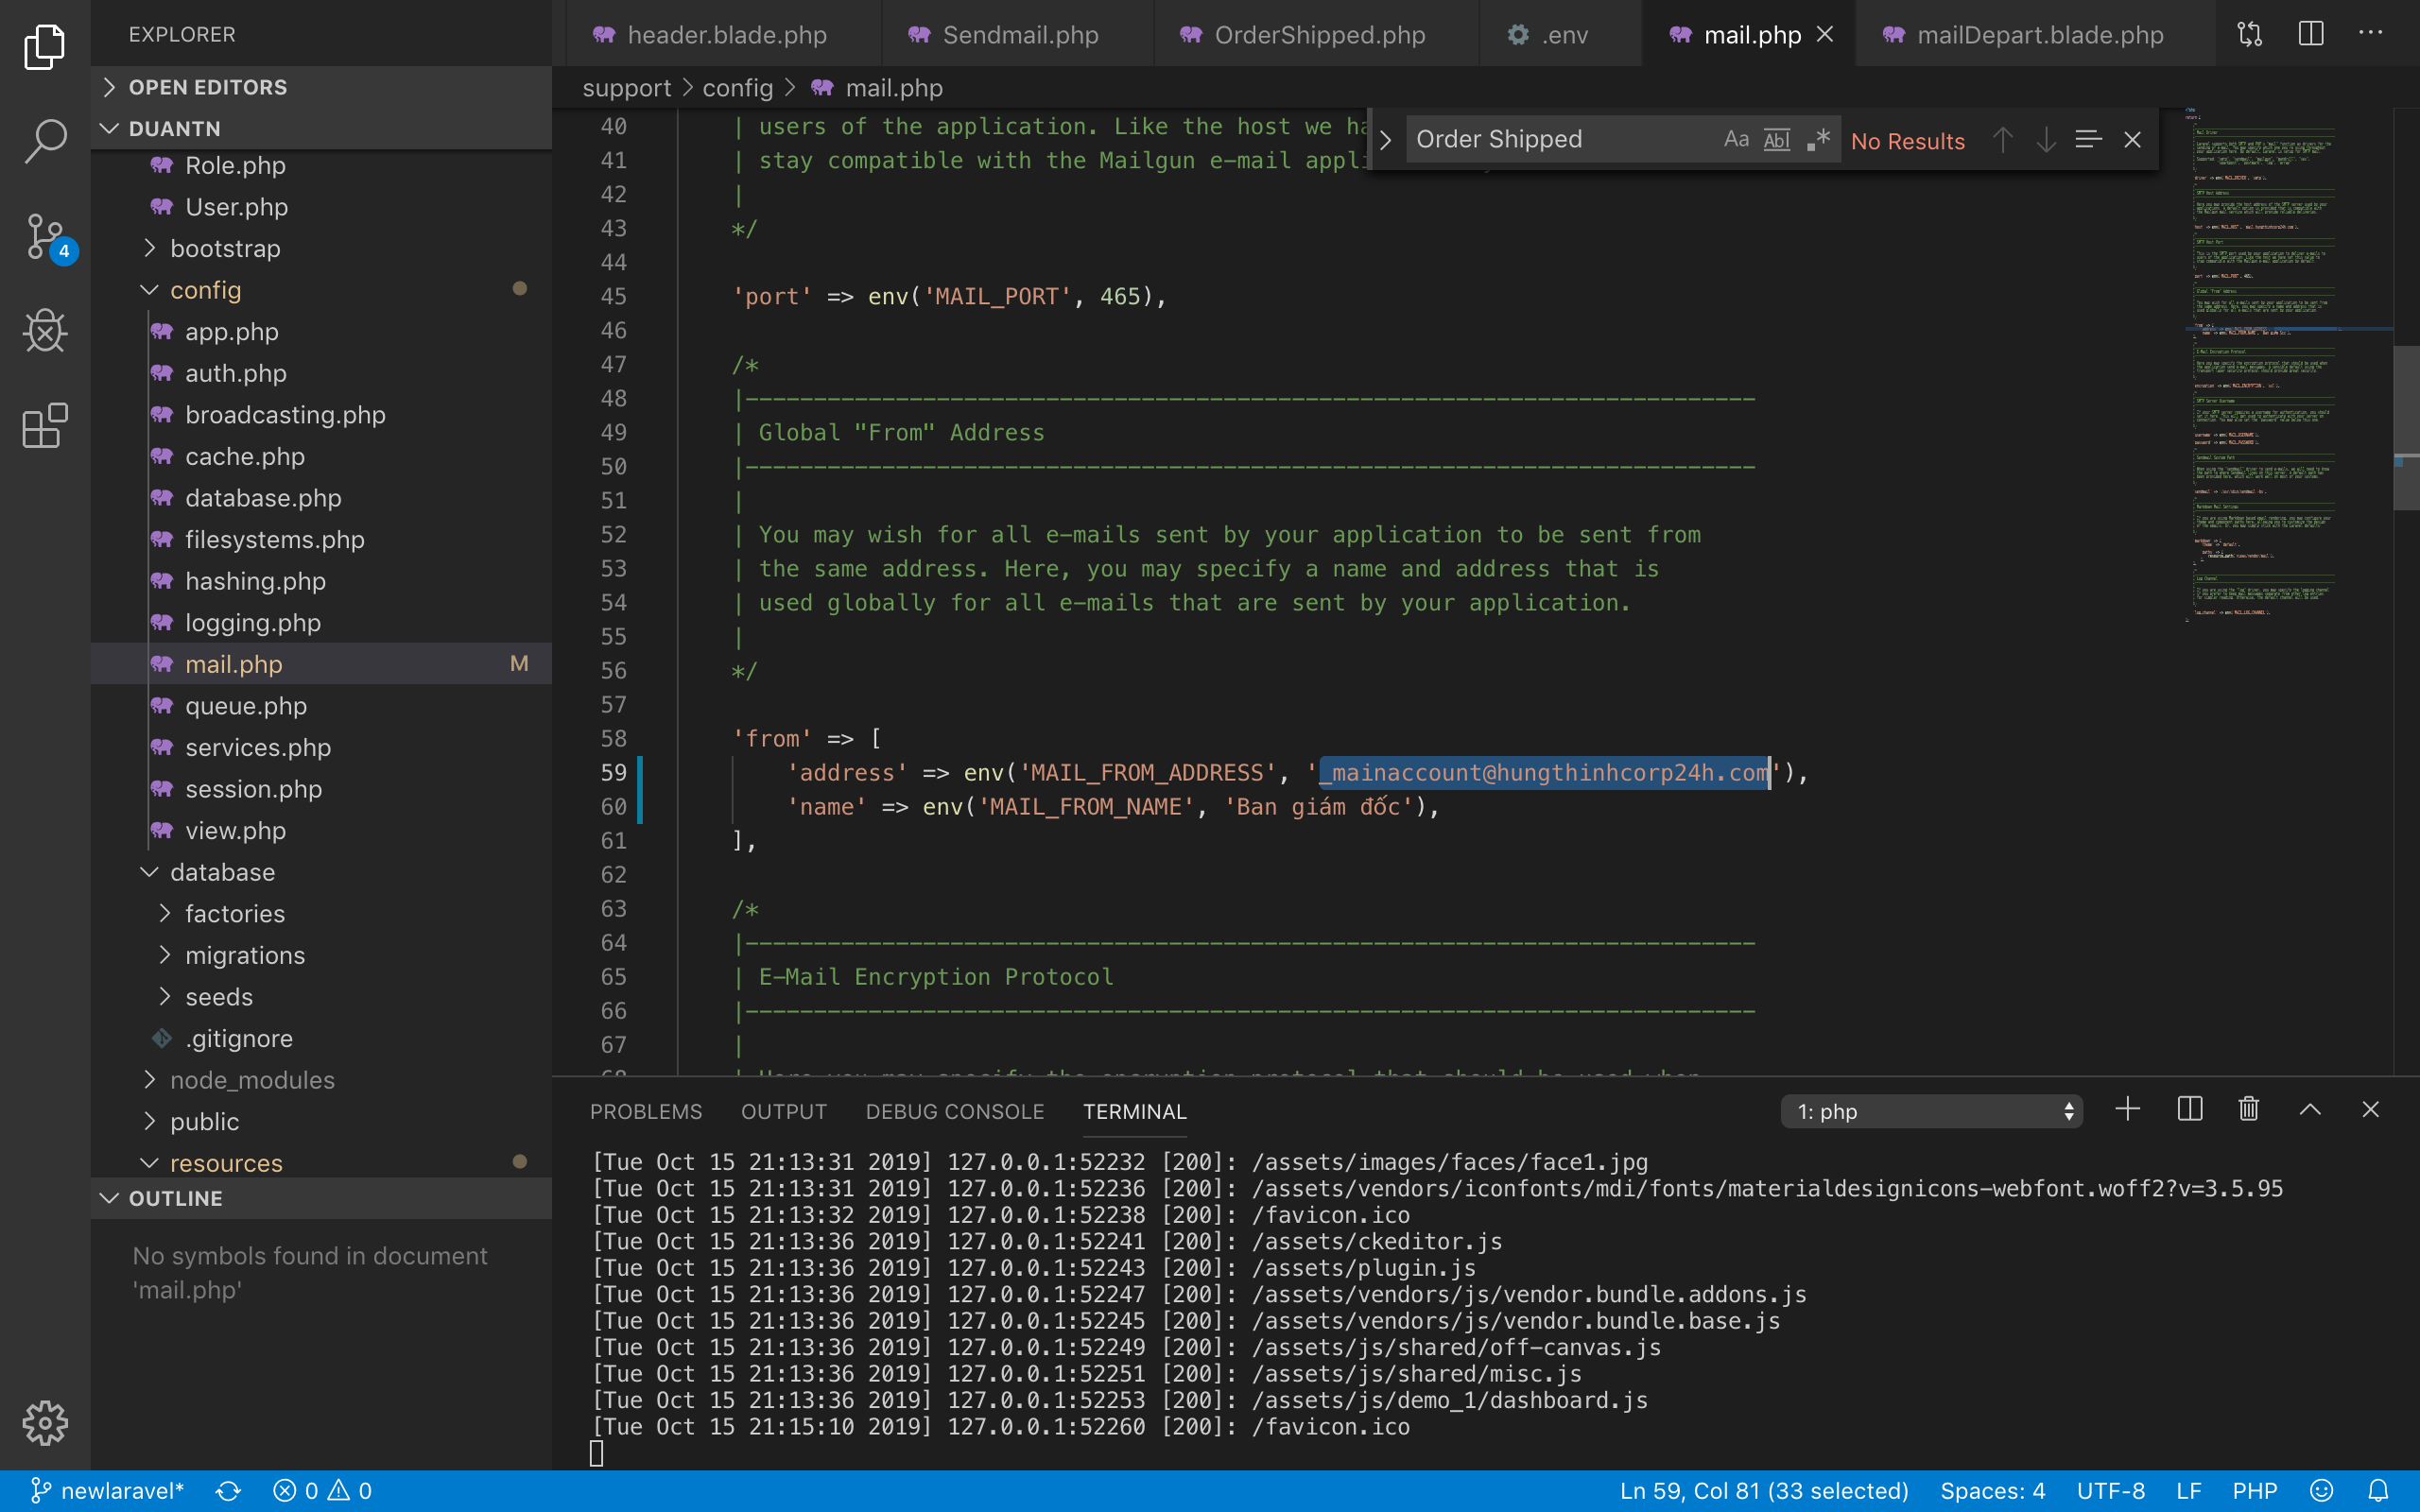 EXPLORER
OPEN EDITORS
DUANTN
Role.php
User.php
bootstrap
config
app.php
auth.php
broadcasting.php
cache.php
database.php
filesystems.php
hashing.php
logging.php
mail.php M
queue.php
services.php
session.php
view.php
database
factories
migrations
seeds
.gitignore
node_modules
public
resources
OUTLINE
No symbols found in document
'mail.php'
4
header.blade.php
Sendmail.php
OrderShipped.php
.env
mail.php
mailDepart.blade.php
support > config > mail.php
Order Shipped Aa Abl .* No Results
40 | users of the application. Like the host we ha
41 | stay compatible with the Mailgun e-mail appli
42 |
43 */
44
45 'port' => env('MAIL_PORT', 465),
46
47 /*
48 |--------------------------------------------------------------------------
49 | Global "From" Address
50 |--------------------------------------------------------------------------
51 |
52 | You may wish for all e-mails sent by your application to be sent from
53 | the same address. Here, you may specify a name and address that is
54 | used globally for all e-mails that are sent by your application.
55 |
56 */
57
58 'from' => [
59 'address' => env('MAIL_FROM_ADDRESS', '_mainaccount@hungthinhcorp24h.com'),
60 'name' => env('MAIL_FROM_NAME', 'Ban giám đốc'),
61 ],
62
63 /*
64 |--------------------------------------------------------------------------
65 | E-Mail Encryption Protocol
66 |--------------------------------------------------------------------------
67 |
68 | Here you may specify the encryption protocol that should be used when
PROBLEMS OUTPUT DEBUG CONSOLE TERMINAL 1: php
[Tue Oct 15 21:13:31 2019] 127.0.0.1:52232 [200]: /assets/images/faces/face1.jpg
[Tue Oct 15 21:13:31 2019] 127.0.0.1:52236 [200]: /assets/vendors/iconfonts/mdi/fonts/materialdesignicons-webfont.woff2?v=3.5.95
[Tue Oct 15 21:13:32 2019] 127.0.0.1:52238 [200]: /favicon.ico
[Tue Oct 15 21:13:36 2019] 127.0.0.1:52241 [200]: /assets/ckeditor.js
[Tue Oct 15 21:13:36 2019] 127.0.0.1:52243 [200]: /assets/plugin.js
[Tue Oct 15 21:13:36 2019] 127.0.0.1:52247 [200]: /assets/vendors/js/vendor.bundle.addons.js
[Tue Oct 15 21:13:36 2019] 127.0.0.1:52245 [200]: /assets/vendors/js/vendor.bundle.base.js
[Tue Oct 15 21:13:36 2019] 127.0.0.1:52249 [200]: /assets/js/shared/off-canvas.js
[Tue Oct 15 21:13:36 2019] 127.0.0.1:52251 [200]: /assets/js/shared/misc.js
[Tue Oct 15 21:13:36 2019] 127.0.0.1:52253 [200]: /assets/js/demo_1/dashboard.js
[Tue Oct 15 21:15:10 2019] 127.0.0.1:52260 [200]: /favicon.ico
newlaravel* 0 0 Ln 59, Col 81 (33 selected) Spaces: 4 UTF-8 LF PHP